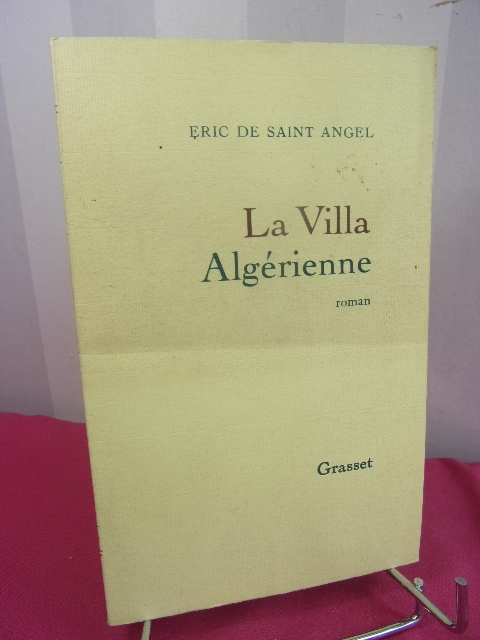 ERIC DE SAINT ANGEL
La Villa
Algérienne
roman
Grasset